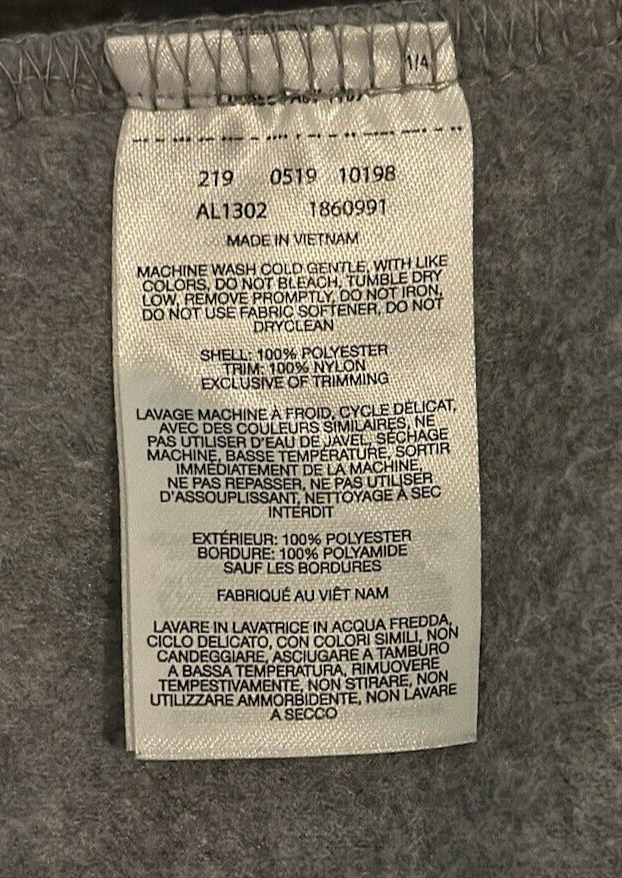 1/4
219 0519 10198
AL1302 1860991
MADE IN VIETNAM
MACHINE WASH COLD GENTLE, WITH LIKE
COLORS, DO NOT BLEACH, TUMBLE DRY
LOW, REMOVE PROMPTLY, DO NOT IRON,
DO NOT USE FABRIC SOFTENER, DO NOT
DRYCLEAN
SHELL: 100% POLYESTER
TRIM: 100% NYLON
EXCLUSIVE OF TRIMMING
LAVAGE MACHINE À FROID, CYCLE DÉLICAT,
AVEC DES COULEURS SIMILAIRES, NE
PAS UTILISER D'EAU DE JAVEL, SÉCHAGE
MACHINE, BASSE TEMPÉRATURE, SORTIR
IMMÉDIATEMENT DE LA MACHINE,
NE PAS REPASSER, NE PAS UTILISER
D'ASSOUPLISSANT, NETTOYAGE À SEC
INTERDIT
EXTÉRIEUR: 100% POLYESTER
BORDURE: 100% POLYAMIDE
SAUF LES BORDURES
FABRIQUÉ AU VIÊT NAM
LAVARE IN LAVATRICE IN ACQUA FREDDA,
CICLO DELICATO, CON COLORI SIMILI, NON
CANDEGGIARE, ASCIUGARE A TAMBURO
A BASSA TEMPERATURA, RIMUOVERE
TEMPESTIVAMENTE, NON STIRARE, NON
UTILIZZARE AMMORBIDENTE, NON LAVARE
A SECCO